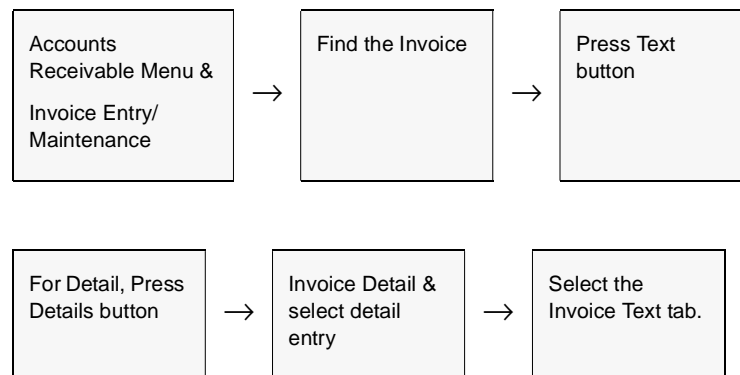 Accounts
Receivable Menu &
Invoice Entry/
Maintenance
Find the Invoice
Press Text
button
For Detail, Press
Details button
Invoice Detail &
select detail
entry
Select the
Invoice Text tab.